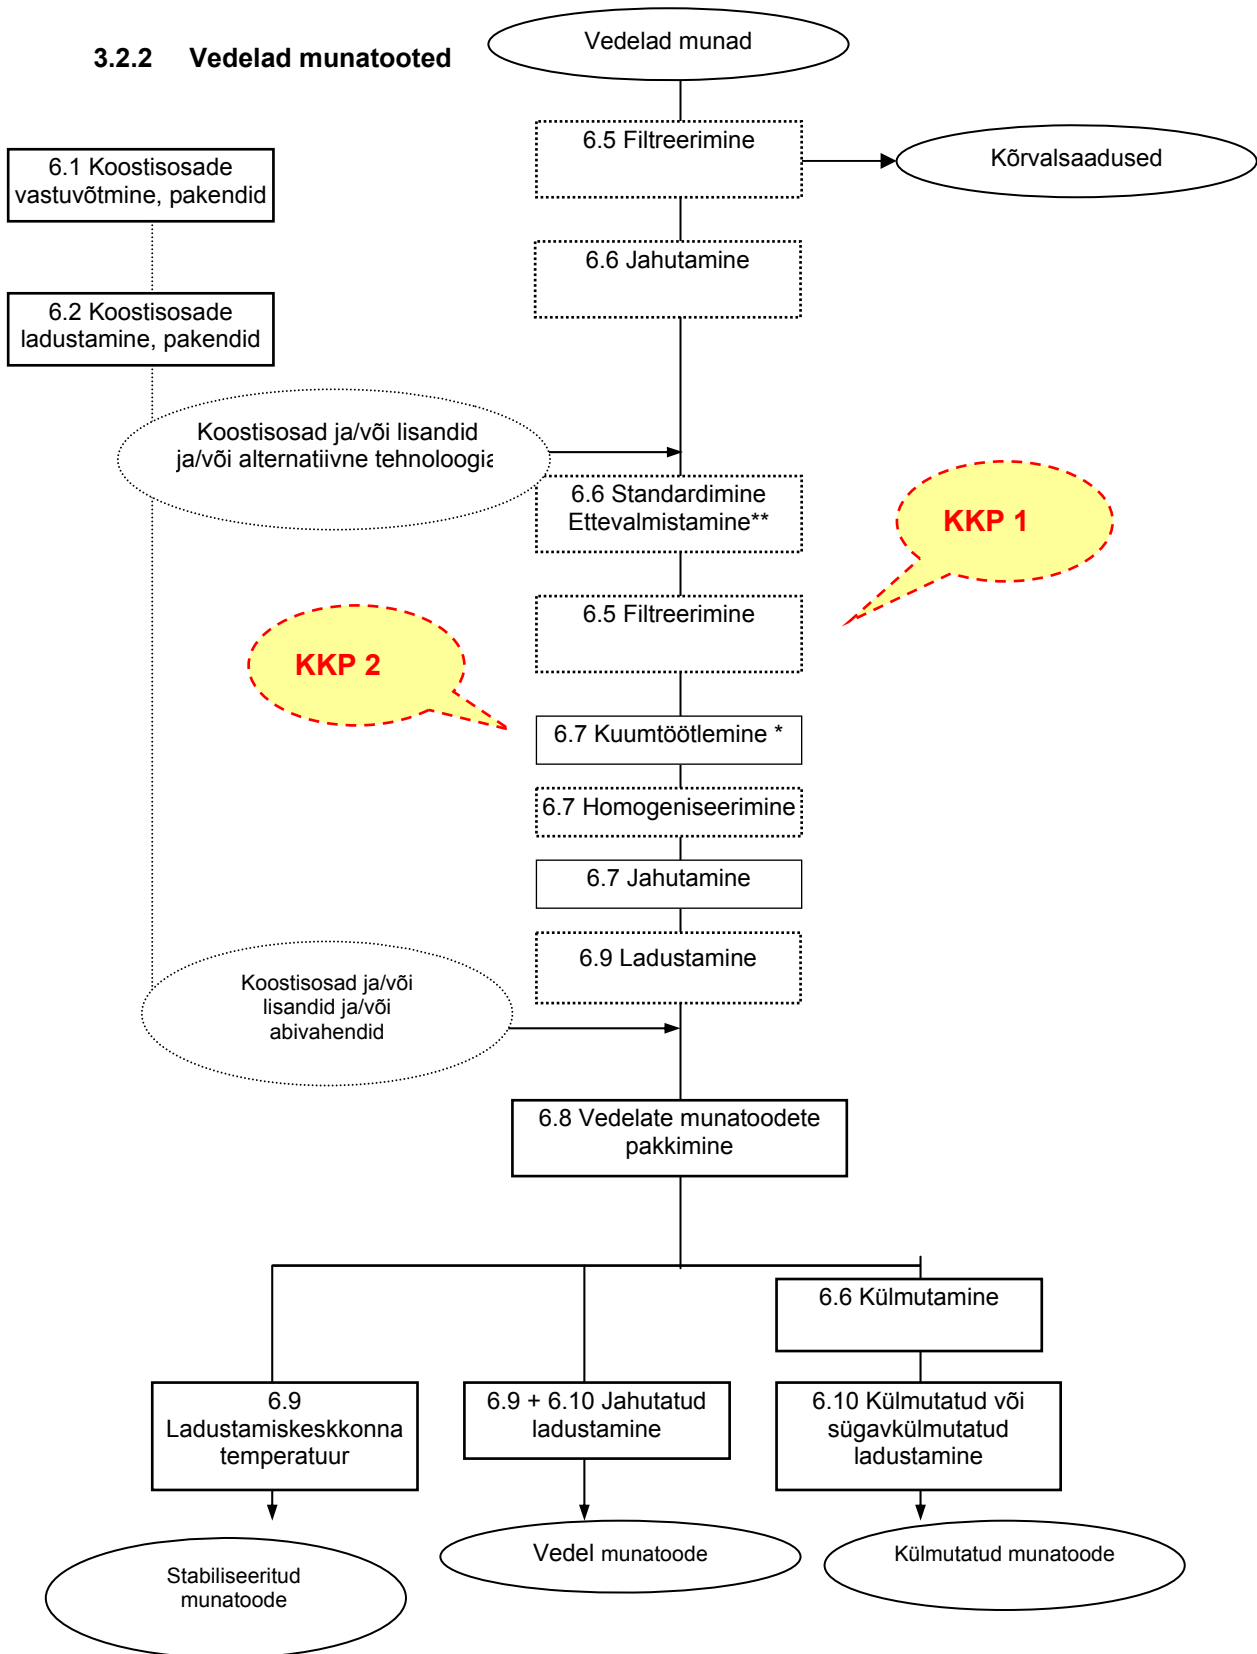 3.2.2 Vedelad munatooted
Vedelad munad
6.5 Filtreerimine
Kõrvalsaadused
6.1 Koostisosade
vastuvõtmine, pakendid
6.6 Jahutamine
6.2 Koostisosade
ladustamine, pakendid
Koostisosad ja/või lisandid
ja/või alternatiivne tehnoloogia
6.6 Standardimine
Ettevalmistamine**
KKP 1
6.5 Filtreerimine
KKP 2
6.7 Kuumtöötlemine *
6.7 Homogeniseerimine
6.7 Jahutamine
6.9 Ladustamine
Koostisosad ja/või
lisandid ja/või
abivahendid
6.8 Vedelate munatoodete
pakkimine
6.6 Külmutamine
6.9
Ladustamiskeskkonna
temperatuur
6.9 + 6.10 Jahutatud
ladustamine
6.10 Külmutatud või
sügavkülmutatud
ladustamine
Stabiliseeritud
munatoode
Vedel munatoode
Külmutatud munatoode